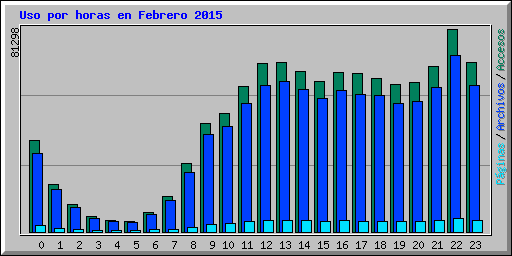 Uso por horas en Febrero 2015
81298
Páginas / Archivos / Accesos
0 1 2 3 4 5 6 7 8 9 10 11 12 13 14 15 16 17 18 19 20 21 22 23